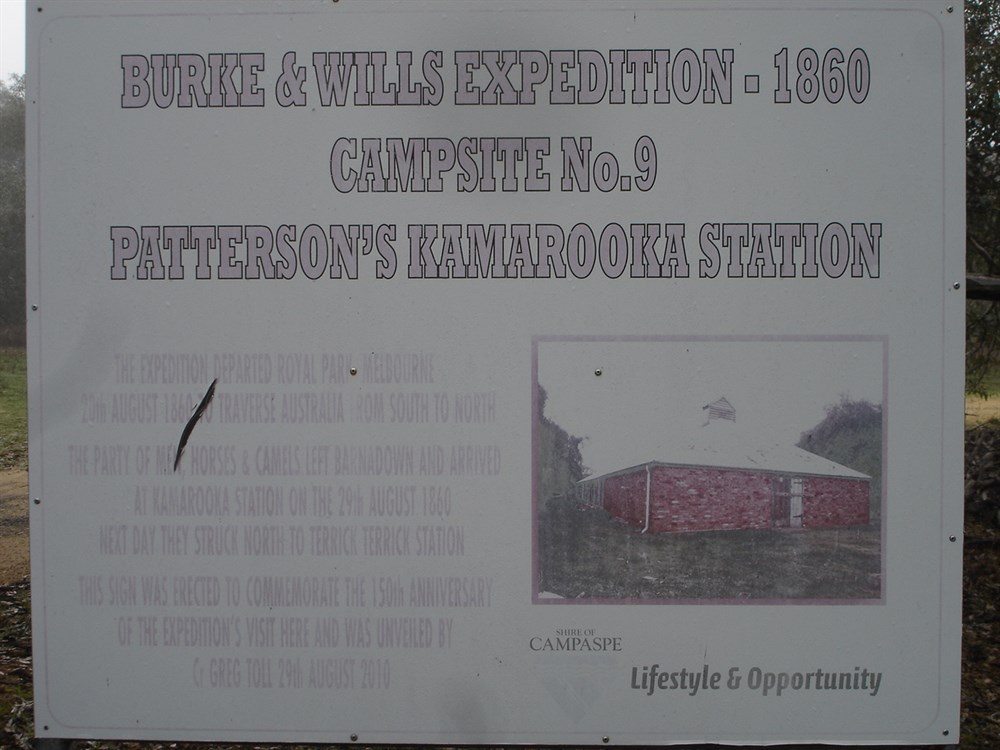 BURKE & WILLS EXPEDITION - 1860
CAMPSITE No.9
PATTERSON'S KAMAROOKA STATION
THE EXPEDITION DEPARTED ROYAL PARK MELBOURNE
20th AUGUST 1860 TO TRAVERSE AUSTRALIA FROM SOUTH TO NORTH
THE PARTY OF MEN, HORSES & CAMELS LEFT BARNADOWN AND ARRIVED
AT KAMAROOKA STATION ON THE 29th AUGUST 1860
NEXT DAY THEY STRUCK NORTH TO TERRICK TERRICK STATION
THIS SIGN WAS ERECTED TO COMMEMORATE THE 150th ANNIVERSARY
OF THE EXPEDITION'S VISIT HERE AND WAS UNVEILED BY
Cr GREG TOLL 29th AUGUST 2010
SHIRE OF
CAMPASPE
Lifestyle & Opportunity